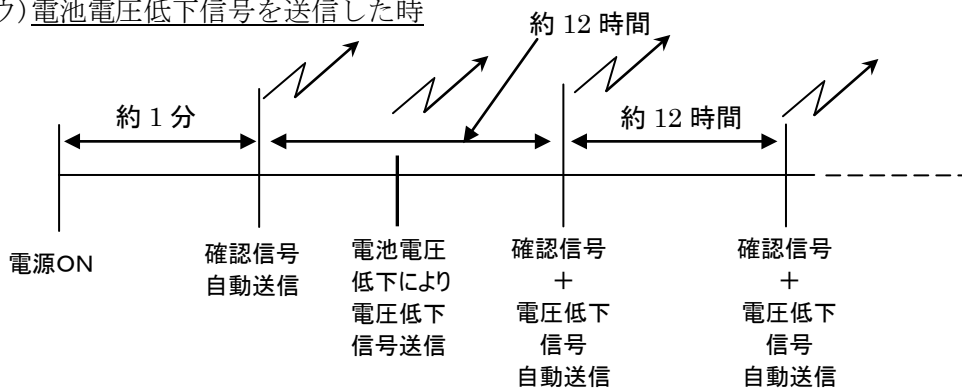 ウ)電池電圧低下信号を送信した時
約 12 時間
約 1 分
約 12 時間
電源ON
確認信号
自動送信
電池電圧
低下により
電圧低下
信号送信
確認信号
+
電圧低下
信号
自動送信
確認信号
+
電圧低下
信号
自動送信